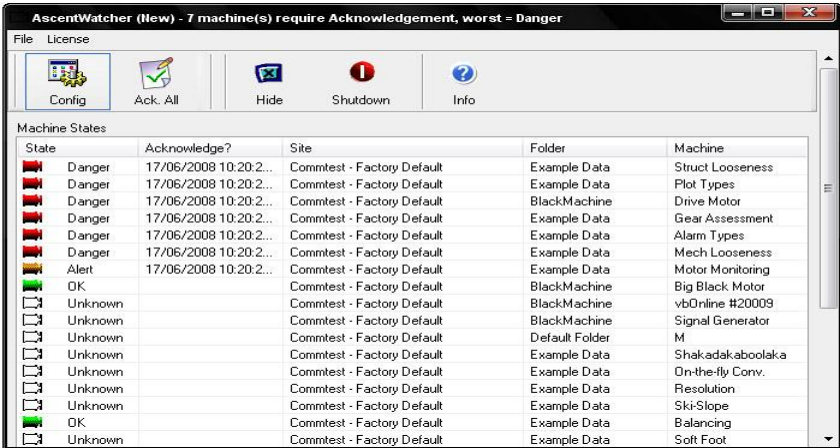 AscentWatcher (New) - 7 machine(s) require Acknowledgement, worst = Danger
File License
Config Ack. All Hide Shutdown Info
Machine States
State Acknowledge? Site Folder Machine
Danger 17/06/2008 10:20:2... Commtest - Factory Default Example Data Struct Looseness
Danger 17/06/2008 10:20:2... Commtest - Factory Default Example Data Plot Types
Danger 17/06/2008 10:20:2... Commtest - Factory Default BlackMachine Drive Motor
Danger 17/06/2008 10:20:2... Commtest - Factory Default Example Data Gear Assessment
Danger 17/06/2008 10:20:2... Commtest - Factory Default Example Data Alarm Types
Danger 17/06/2008 10:20:2... Commtest - Factory Default Example Data Mech Looseness
Alert 17/06/2008 10:20:2... Commtest - Factory Default Example Data Motor Monitoring
OK Commtest - Factory Default BlackMachine Big Black Motor
Unknown Commtest - Factory Default BlackMachine vbOnline #20009
Unknown Commtest - Factory Default BlackMachine Signal Generator
Unknown Commtest - Factory Default Default Folder M
Unknown Commtest - Factory Default Example Data Shakadakaboolaka
Unknown Commtest - Factory Default Example Data On-the-fly Conv.
Unknown Commtest - Factory Default Example Data Resolution
Unknown Commtest - Factory Default Example Data Ski-Slope
OK Commtest - Factory Default Example Data Balancing
Unknown Commtest - Factory Default Example Data Soft Foot